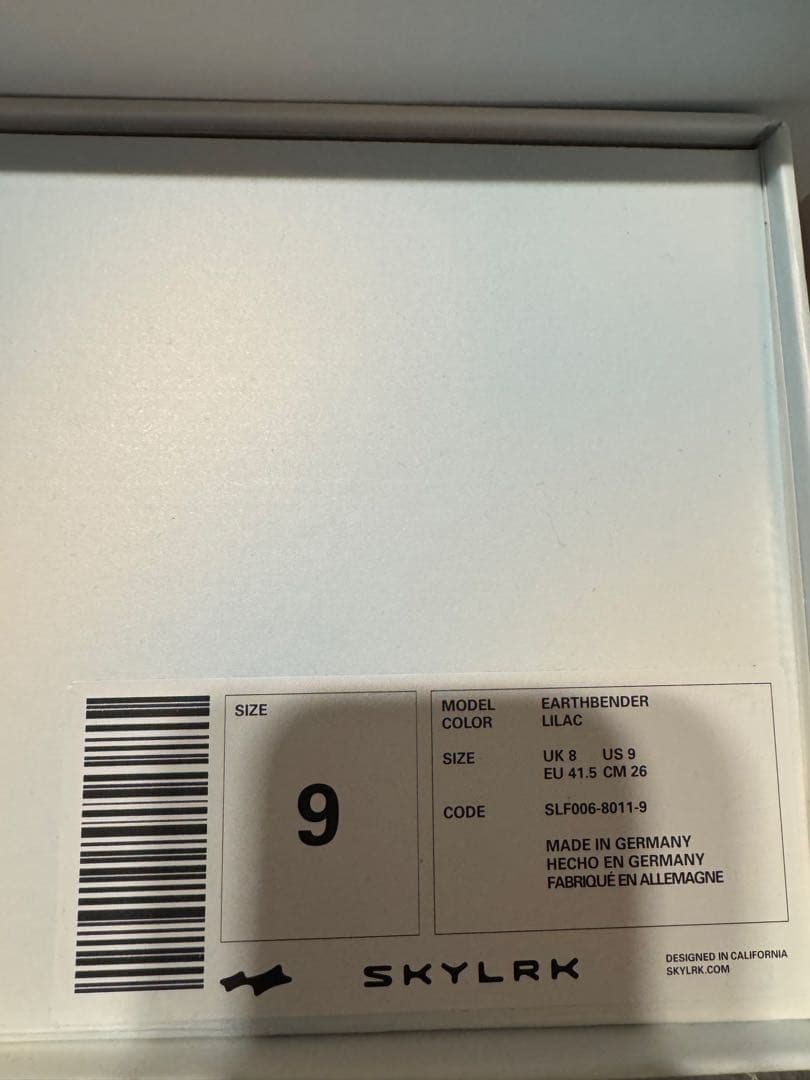 SIZE
9
MODEL EARTHBENDER
COLOR LILAC
SIZE UK 8 US 9
EU 41.5 CM 26
CODE SLF006-8011-9
MADE IN GERMANY
HECHO EN GERMANY
FABRIQUÉ EN ALLEMAGNE
SKYLRK
DESIGNED IN CALIFORNIA
SKYLRK.COM